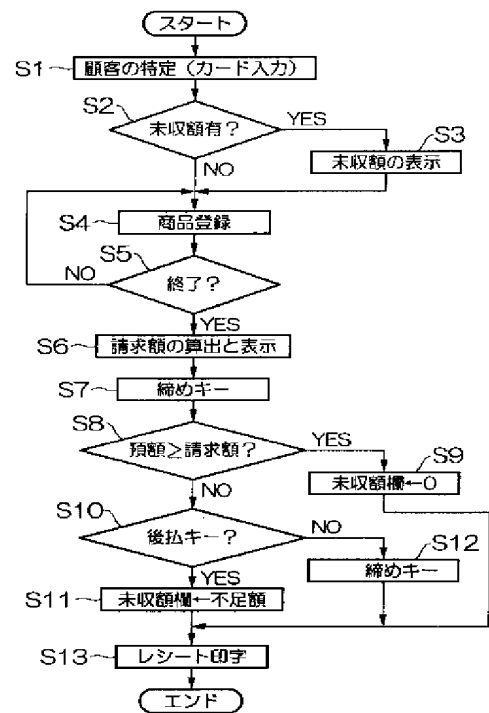 スタート
S1 顧客の特定（カード入力）
S2 未収額有？ YES
S3 未収額の表示
NO
S4 商品登録
S5 終了？ NO
YES
S6 請求額の算出と表示
S7 締めキー
S8 預額≧請求額？ YES
S9 未収額欄←0
NO
S10 後払キー？ NO
S12 締めキー
YES
S11 未収額欄←不足額
S13 レシート印字
エンド